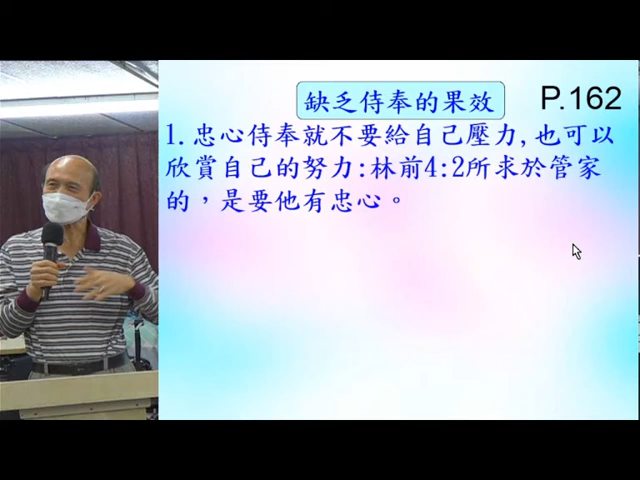 缺乏侍奉的果效
P.162
1.忠心侍奉就不要給自己壓力,也可以
欣賞自己的努力:林前4:2所求於管家
的，是要他有忠心。